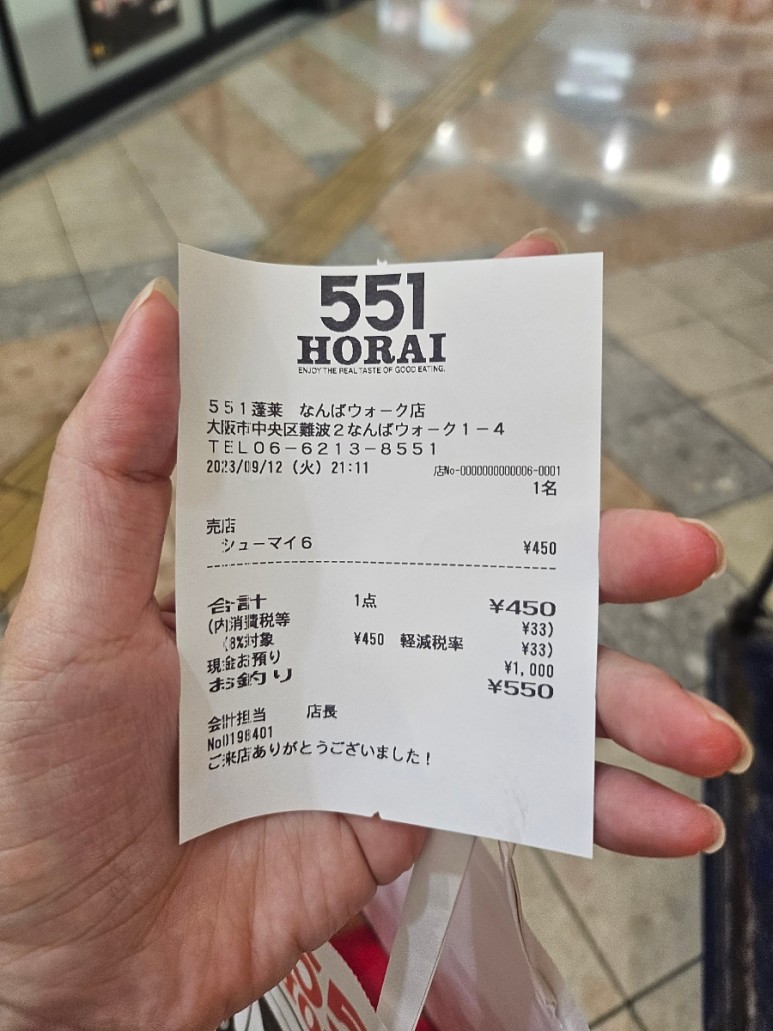 551
HORAI
ENJOY THE REAL TASTE OF GOOD EATING.
551蓬莱　なんばウォーク店
大阪市中央区難波2なんばウォーク1-4
TEL06-6213-8551
2023/09/12（火）21:11 店No-0000000000006-0001
1名
売店
シューマイ6 ¥450
合計 1点 ¥450
(内消費税等 ¥33)
(8%対象 ¥450 軽減税率 ¥33)
現金お預り ¥1,000
お釣り ¥550
会計担当 店長
No0198401
ご来店ありがとうございました！